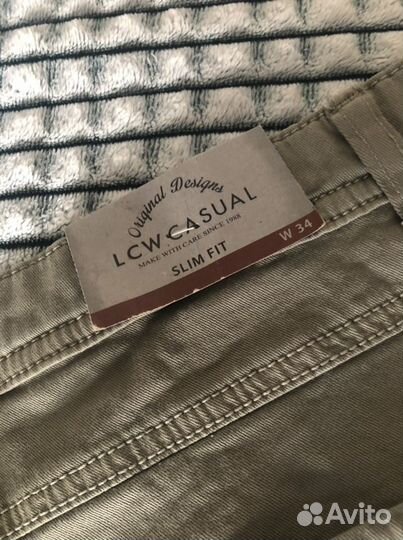 Original Designs
LCW CASUAL
MAKE WITH CARE SINCE 1988
SLIM FIT
W 34
Avito